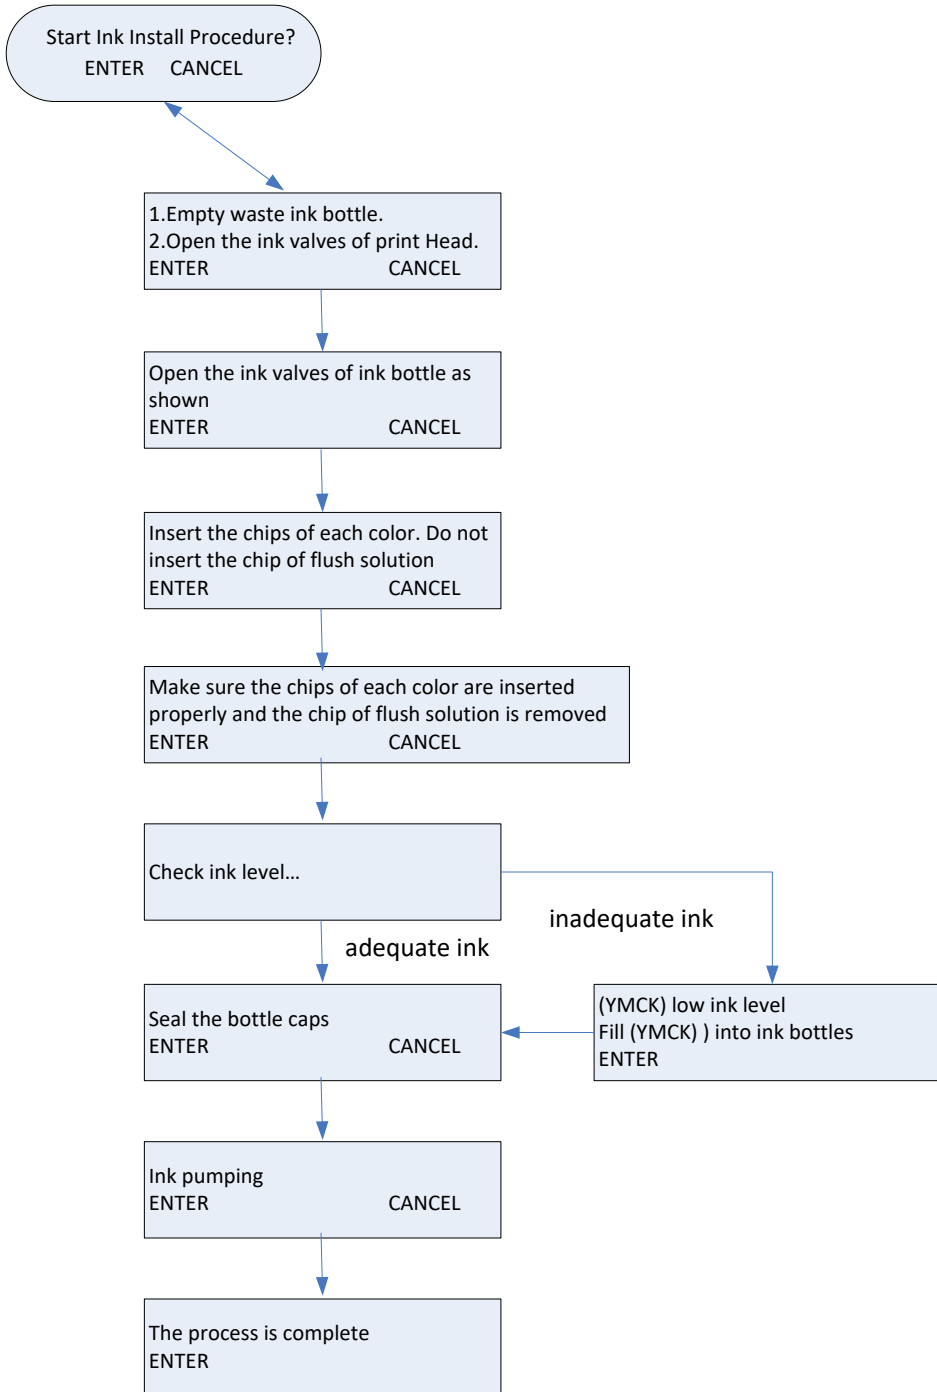 Start Ink Install Procedure?
ENTER CANCEL
1.Empty waste ink bottle.
2.Open the ink valves of print Head.
ENTER CANCEL
Open the ink valves of ink bottle as
shown
ENTER CANCEL
Insert the chips of each color. Do not
insert the chip of flush solution
ENTER CANCEL
Make sure the chips of each color are inserted
properly and the chip of flush solution is removed
ENTER CANCEL
Check ink level...
inadequate ink
adequate ink
Seal the bottle caps
ENTER CANCEL
(YMCK) low ink level
Fill (YMCK) ) into ink bottles
ENTER
Ink pumping
ENTER CANCEL
The process is complete
ENTER